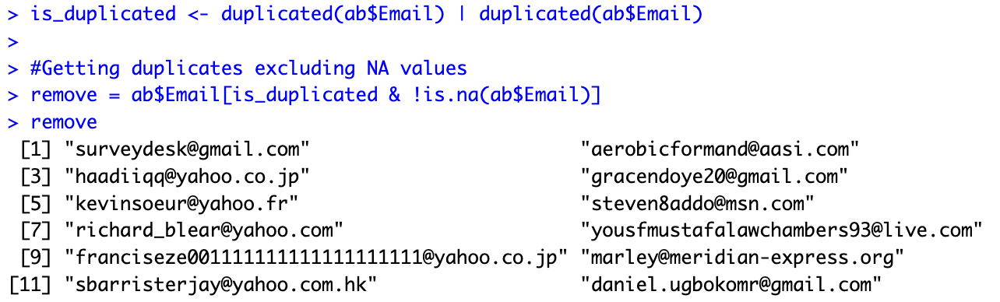 > is_duplicated <- duplicated(ab$Email) | duplicated(ab$Email)
>
> #Getting duplicates excluding NA values
> remove = ab$Email[is_duplicated & !is.na(ab$Email)]
> remove
[1] "surveydesk@gmail.com" "aerobicformand@aasi.com"
[3] "haadiiqq@yahoo.co.jp" "gracendoye20@gmail.com"
[5] "kevinsoeur@yahoo.fr" "steven8addo@msn.com"
[7] "richard_blear@yahoo.com" "yousfmustafalawchambers93@live.com"
[9] "franciseze001111111111111111111@yahoo.co.jp" "marley@meridian-express.org"
[11] "sbarristerjay@yahoo.com.hk" "daniel.ugbokomr@gmail.com"